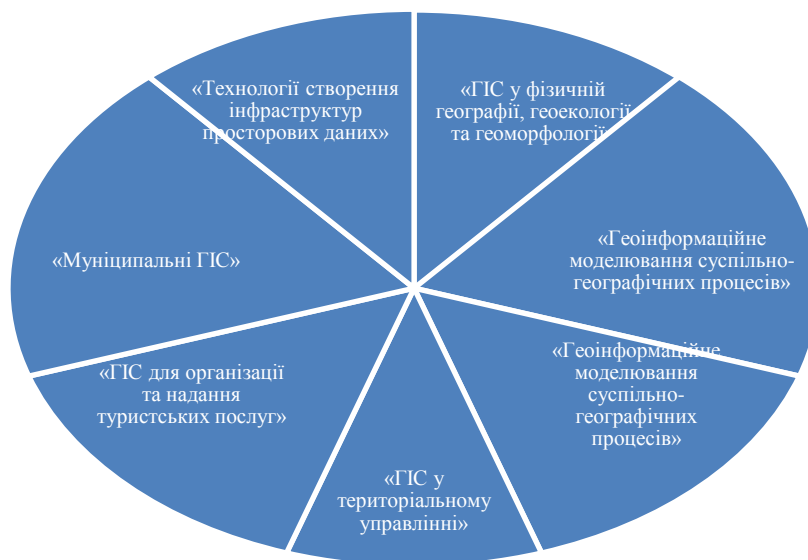 «Технології створення
інфраструктур
просторових даних»
«ГІС у фізичній
географії, геоекології
та геоморфології
«Геоінформаційне
моделювання суспільно-
географічних процесів»
«Муніципальні ГІС»
«Геоінформаційне
моделювання
суспільно-
географічних
процесів»
«ГІС для організації
та надання
туристських послуг»
«ГІС у
територіальному
управлінні»